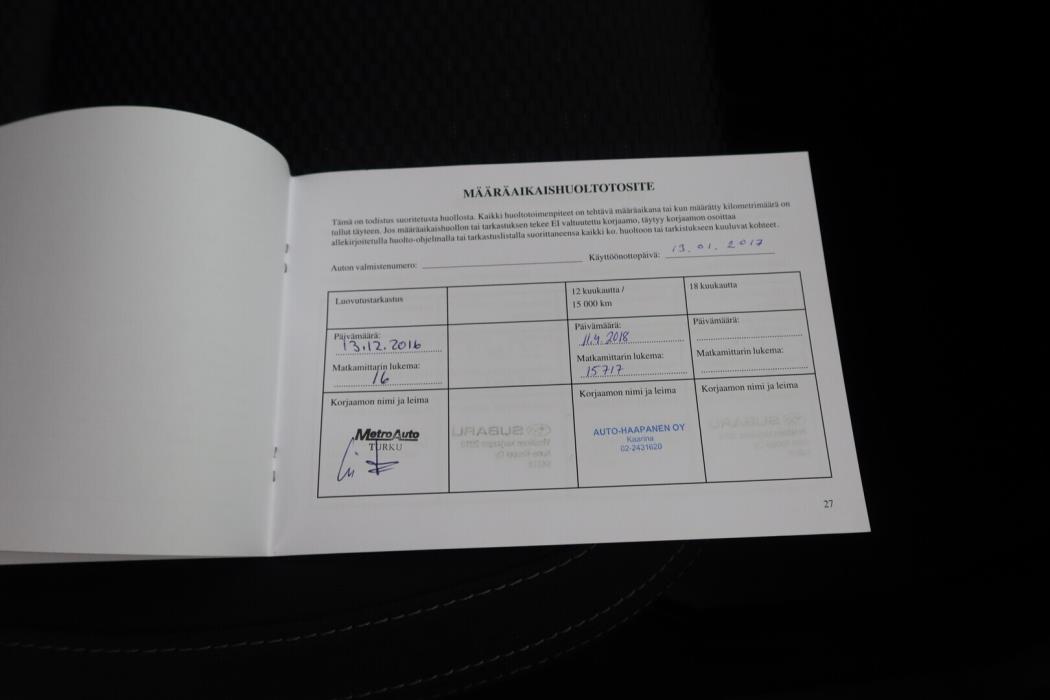 MÄÄRÄAIKAISHUOLTOTOSITE
Tämä on todistus suoritetusta huollosta. Kaikki huoltotoimenpiteet on tehtävä määräaikana tai kun määrätty kilometrimäärä on
tullut täyteen. Jos määräaikaishuollon tai tarkastuksen tekee EI valtuutettu korjaamo, täytyy korjaamon osoittaa
allekirjoitetulla huolto-ohjelmalla tai tarkastuslistalla suorittaneensa kaikki ko. huoltoon tai tarkistukseen kuuluvat kohteet.
Auton valmistenumero: Käyttöönottopäivä: 13.01.2017
Luovutustarkastus
12 kuukautta /
15 000 km
18 kuukautta
Päivämäärä:
13.12.2016
Päivämäärä:
11.4.2018
Päivämäärä:
Matkamittarin lukema:
16
Matkamittarin lukema:
15717
Matkamittarin lukema:
Korjaamon nimi ja leima
MetroAuto
TURKU
Korjaamon nimi ja leima
AUTO-HAAPANEN OY
Kaarina
02-2431620
Korjaamon nimi ja leima
SUBARU
SUBARU
27